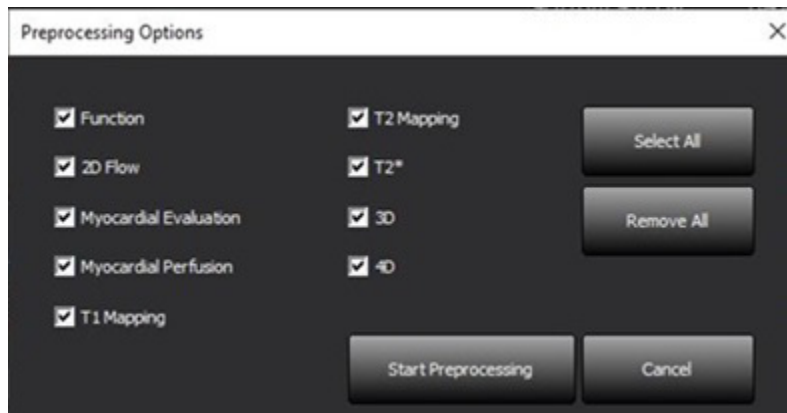 Preprocessing Options
Function
T2 Mapping
Select All
2D Flow
T2*
Myocardial Evaluation
3D
Remove All
Myocardial Perfusion
4D
T1 Mapping
Start Preprocessing
Cancel